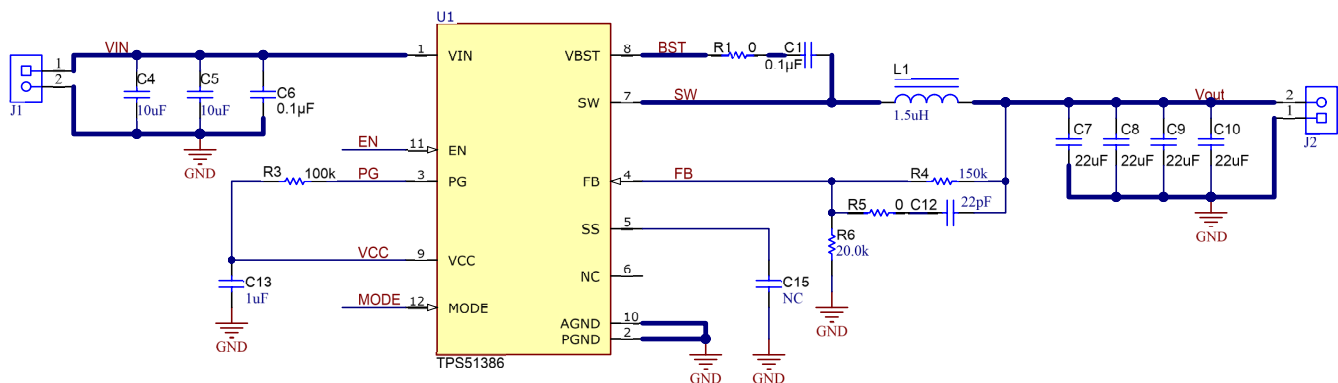 U1
VIN
1
VIN
VBST
8
BST
R1
0
C1
0.1µF
1
2
J1
C4
10uF
C5
10uF
C6
0.1µF
GND
SW
7
SW
L1
1.5uH
Vout
2
1
J2
C7
22uF
C8
22uF
C9
22uF
C10
22uF
GND
EN
11
EN
R3
100k
PG
3
PG
FB
4
FB
R4
150k
R5
0
C12
22pF
R6
20.0k
GND
SS
5
VCC
9
VCC
NC
6
C13
1uF
GND
C15
NC
GND
MODE
12
MODE
AGND
10
PGND
2
GND
TPS51386